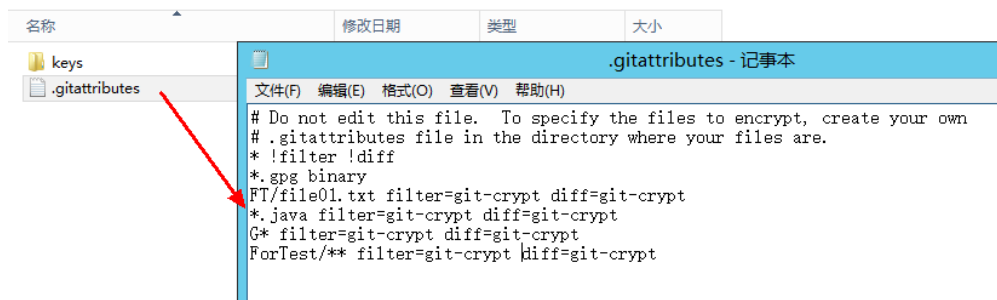 名称 修改日期 类型 大小
keys
.gitattributes
.gitattributes - 记事本
文件(F) 编辑(E) 格式(O) 查看(V) 帮助(H)
# Do not edit this file.  To specify the files to encrypt, create your own
# .gitattributes file in the directory where your files are.
* !filter !diff
*.gpg binary
FT/file01.txt filter=git-crypt diff=git-crypt
*.java filter=git-crypt diff=git-crypt
G* filter=git-crypt diff=git-crypt
ForTest/** filter=git-crypt diff=git-crypt